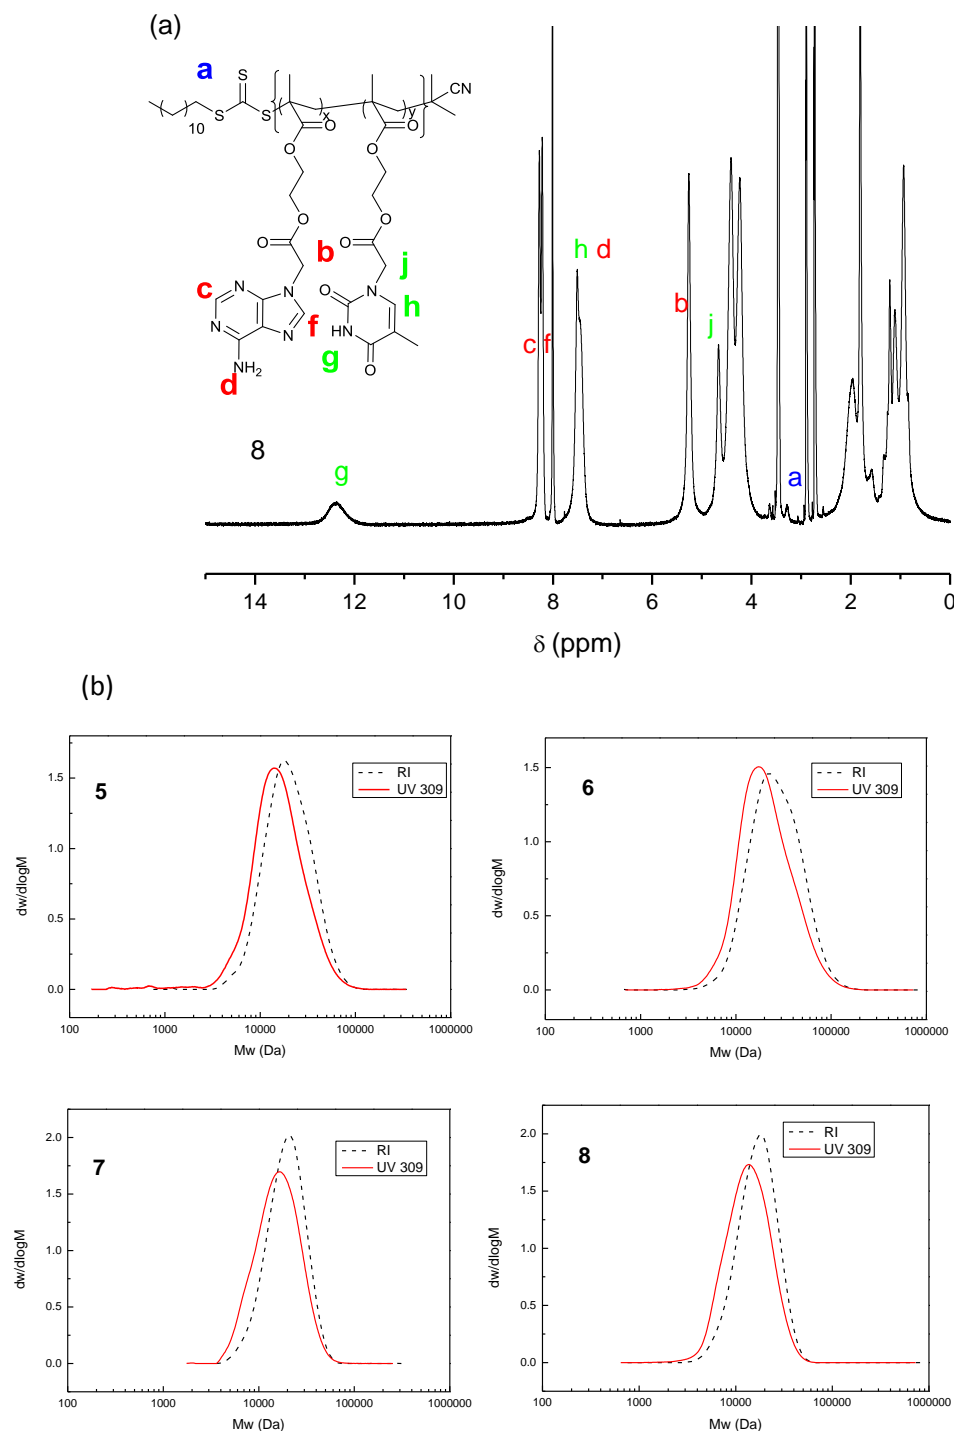 (a)
a
S
S
S
10
x
y
CN
O
O
O
O
O
O
O
O
b
j
c
N
N
N
N
f
N
O
h
HN
g
O
NH₂
d
8
g
c f
h d
b
j
a
14 12 10 8 6 4 2 0
δ (ppm)
(b)
5
RI
UV 309
1.5
1.0
0.5
0.0
dw/dlogM
100 1000 10000 100000 1000000
Mw (Da)
6
RI
UV 309
1.5
1.0
0.5
0.0
dw/dlogM
100 1000 10000 100000 1000000
Mw (Da)
7
RI
UV 309
2.0
1.5
1.0
0.5
0.0
dw/dlogM
100 1000 10000 100000 1000000
Mw (Da)
8
RI
UV 309
2.0
1.5
1.0
0.5
0.0
dw/dlogM
100 1000 10000 100000 1000000
Mw (Da)